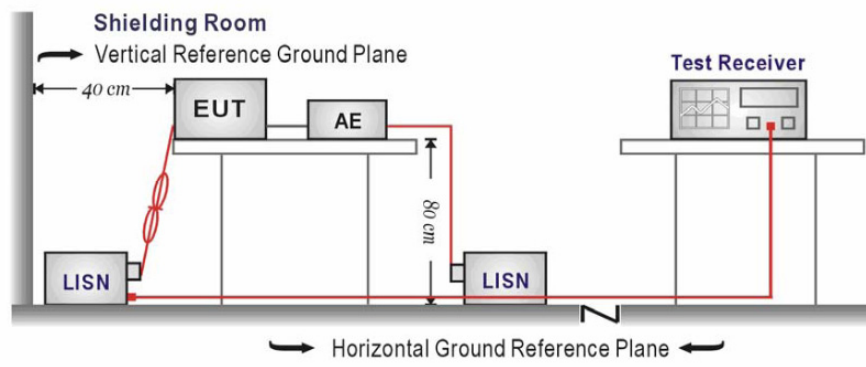 Shielding Room
Vertical Reference Ground Plane
Test Receiver
40 cm
EUT
AE
80 cm
LISN
LISN
Horizontal Ground Reference Plane